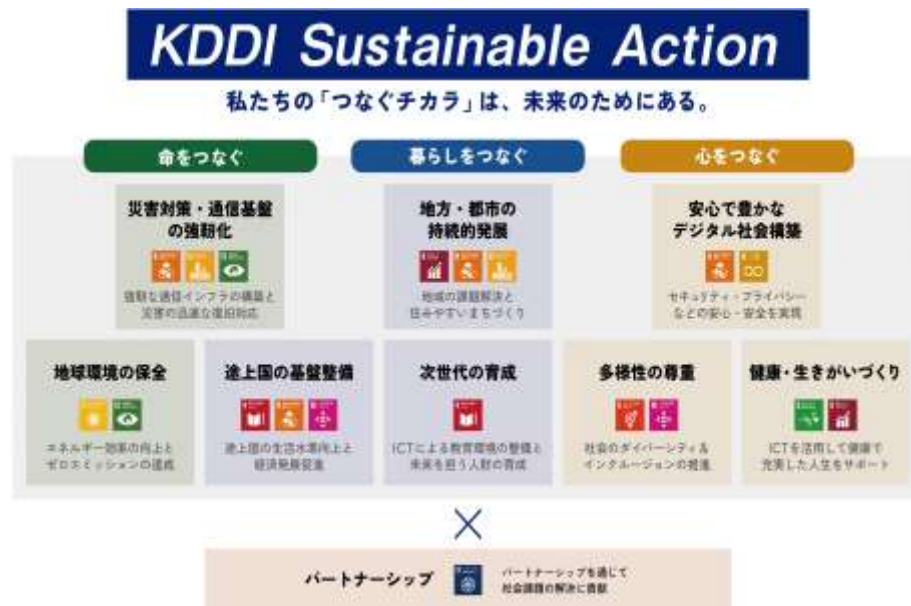 KDDI Sustainable Action
私たちの「つなぐチカラ」は、未来のためにある。
命をつなぐ
暮らしをつなぐ
心をつなぐ
災害対策・通信基盤
の強靭化
強靭な通信インフラの構築と
災害の迅速な復旧対応
地方・都市の
持続的発展
地域の課題解決と
住みやすいまちづくり
安心で豊かな
デジタル社会構築
セキュリティ・プライバシー
などの安心・安全を実現
地球環境の保全
エネルギー効率の向上と
ゼロエミッションの達成
途上国の基盤整備
途上国の生活水準向上と
経済発展促進
次世代の育成
ICTによる教育環境の整備と
未来を担う人財の育成
多様性の尊重
社会のダイバーシティ&
インクルージョンの推進
健康・生きがいづくり
ICTを活用して健康で
充実した人生をサポート
×
パートナーシップ
パートナーシップを通じて
社会課題の解決に貢献